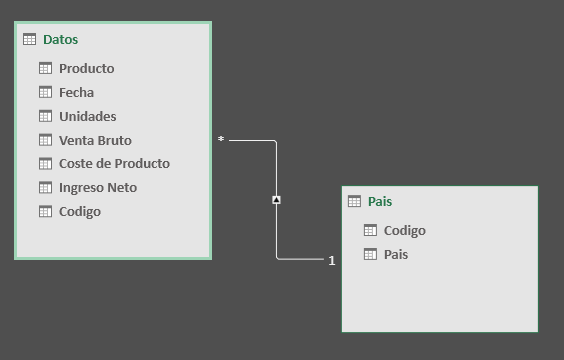 Datos
Producto
Fecha
Unidades
Venta Bruto
Coste de Producto
Ingreso Neto
Codigo
*
1
Pais
Codigo
Pais